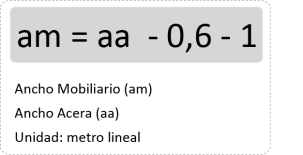 am = aa - 0,6 - 1
Ancho Mobiliario (am)
Ancho Acera (aa)
Unidad: metro lineal